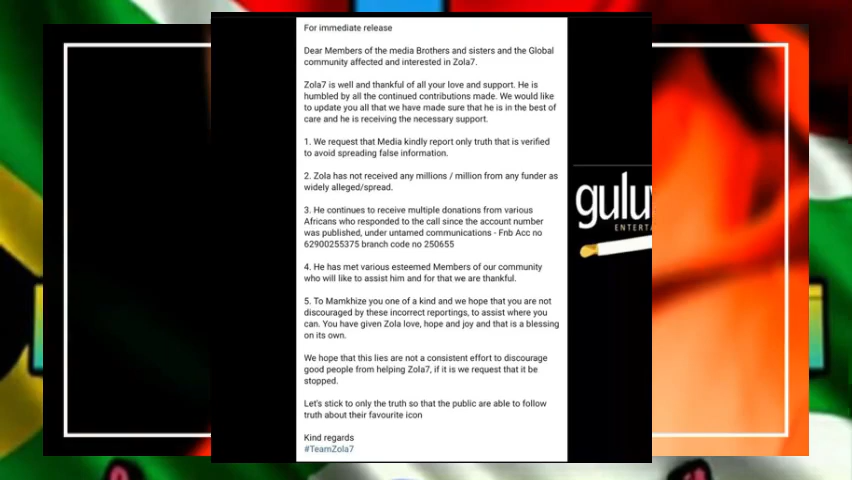 For immediate release
Dear Members of the media Brothers and sisters and the Global
community affected and interested in Zola7.
Zola7 is well and thankful of all your love and support. He is
humbled by all the continued contributions made. We would like
to update you all that we have made sure that he is in the best of
care and he is receiving the necessary support.
1. We request that Media kindly report only truth that is verified
to avoid spreading false information.
2. Zola has not received any millions / million from any funder as
widely alleged/spread.
3. He continues to receive multiple donations from various
Africans who responded to the call since the account number
was published, under untarned communications - Fnb Acc no
62900255375 branch code no 250655
4. He has met various esteemed Members of our community
who will like to assist him and for that we are thankful.
5. To Mamkhize you one of a kind and we hope that you are not
discouraged by these incorrect reportings, to assist where you
can. You have given Zola love, hope and joy and that is a blessing
on its own.
We hope that this lies are not a consistent effort to discourage
good people from helping Zola7, if it is we request that it be
stopped.
Let's stick to only the truth so that the public are able to follow
truth about their favourite icon
Kind regards
#TeamZola7
gulu
ENTERTA